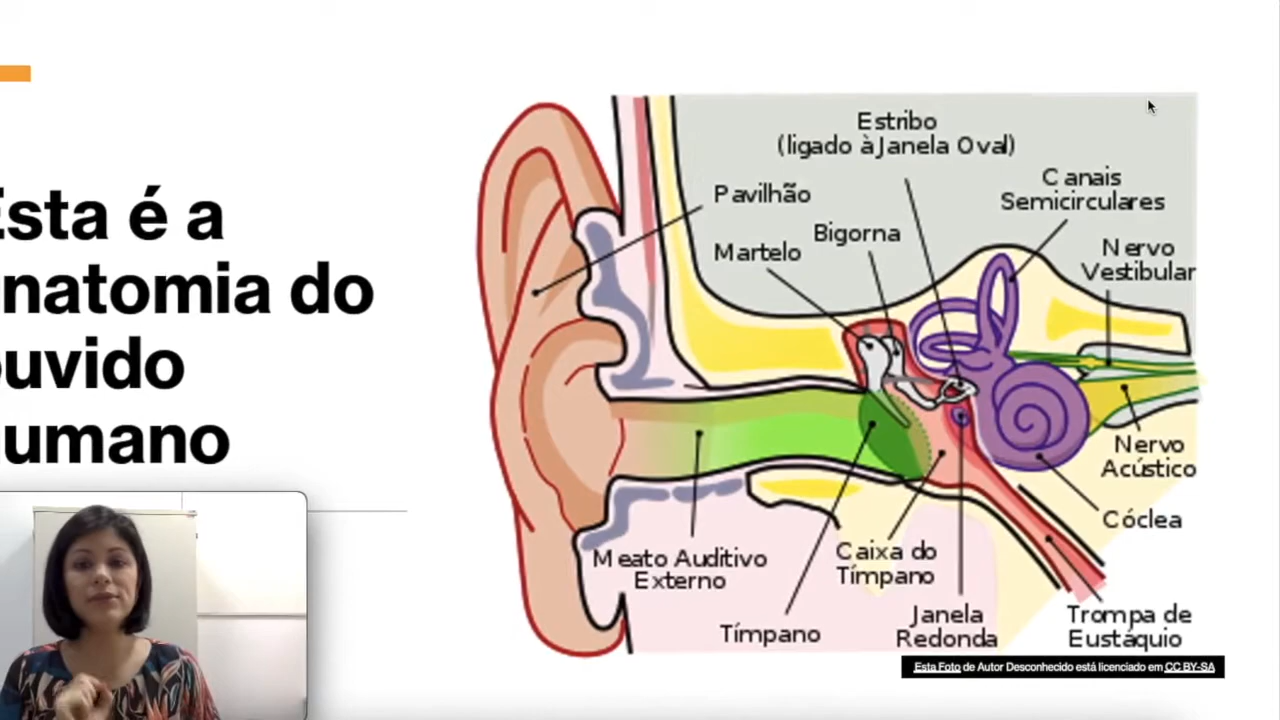 Esta é a
natomia do
uvido
umano
Estribo
(ligado à Janela Oval)
Canais
Semicirculares
Pavilhão
Bigorna
Martelo
Nervo
Vestibular
Nervo
Acústico
Cóclea
Meato Auditivo
Externo
Caixa do
Tímpano
Tímpano
Janela
Redonda
Trompa de
Eustáquio
Esta Foto de Autor Desconhecido está licenciado em CC BY-SA